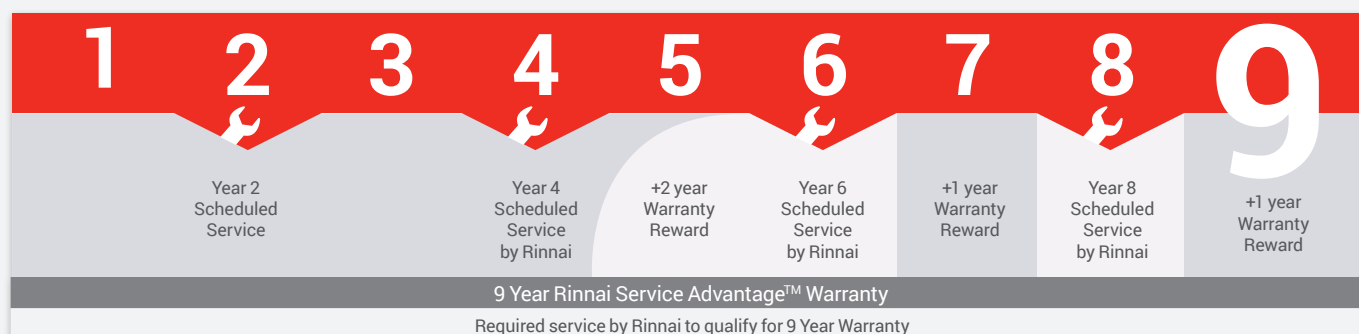 1 2 3 4 5 6 7 8 9
Year 2
Scheduled
Service
Year 4
Scheduled
Service
by Rinnai
+2 year
Warranty
Reward
Year 6
Scheduled
Service
by Rinnai
+1 year
Warranty
Reward
Year 8
Scheduled
Service
by Rinnai
+1 year
Warranty
Reward
9 Year Rinnai Service Advantage™ Warranty
Required service by Rinnai to qualify for 9 Year Warranty